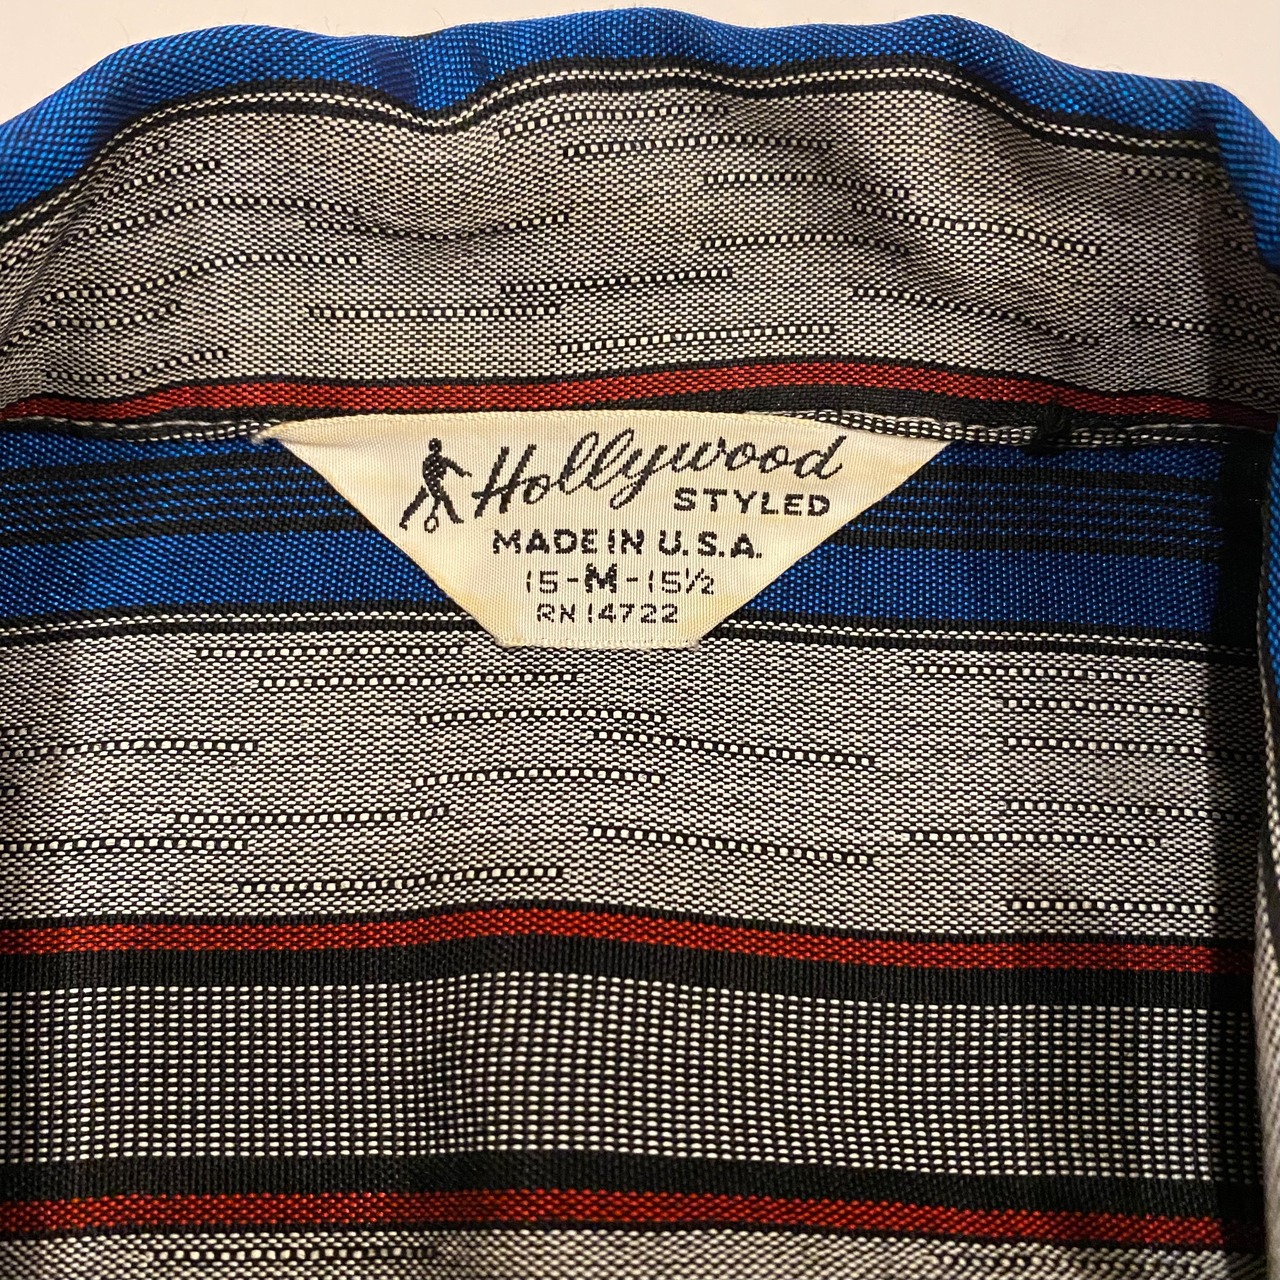 Hollywood
STYLED
MADE IN U.S.A.
15-M-15½
RN 14722